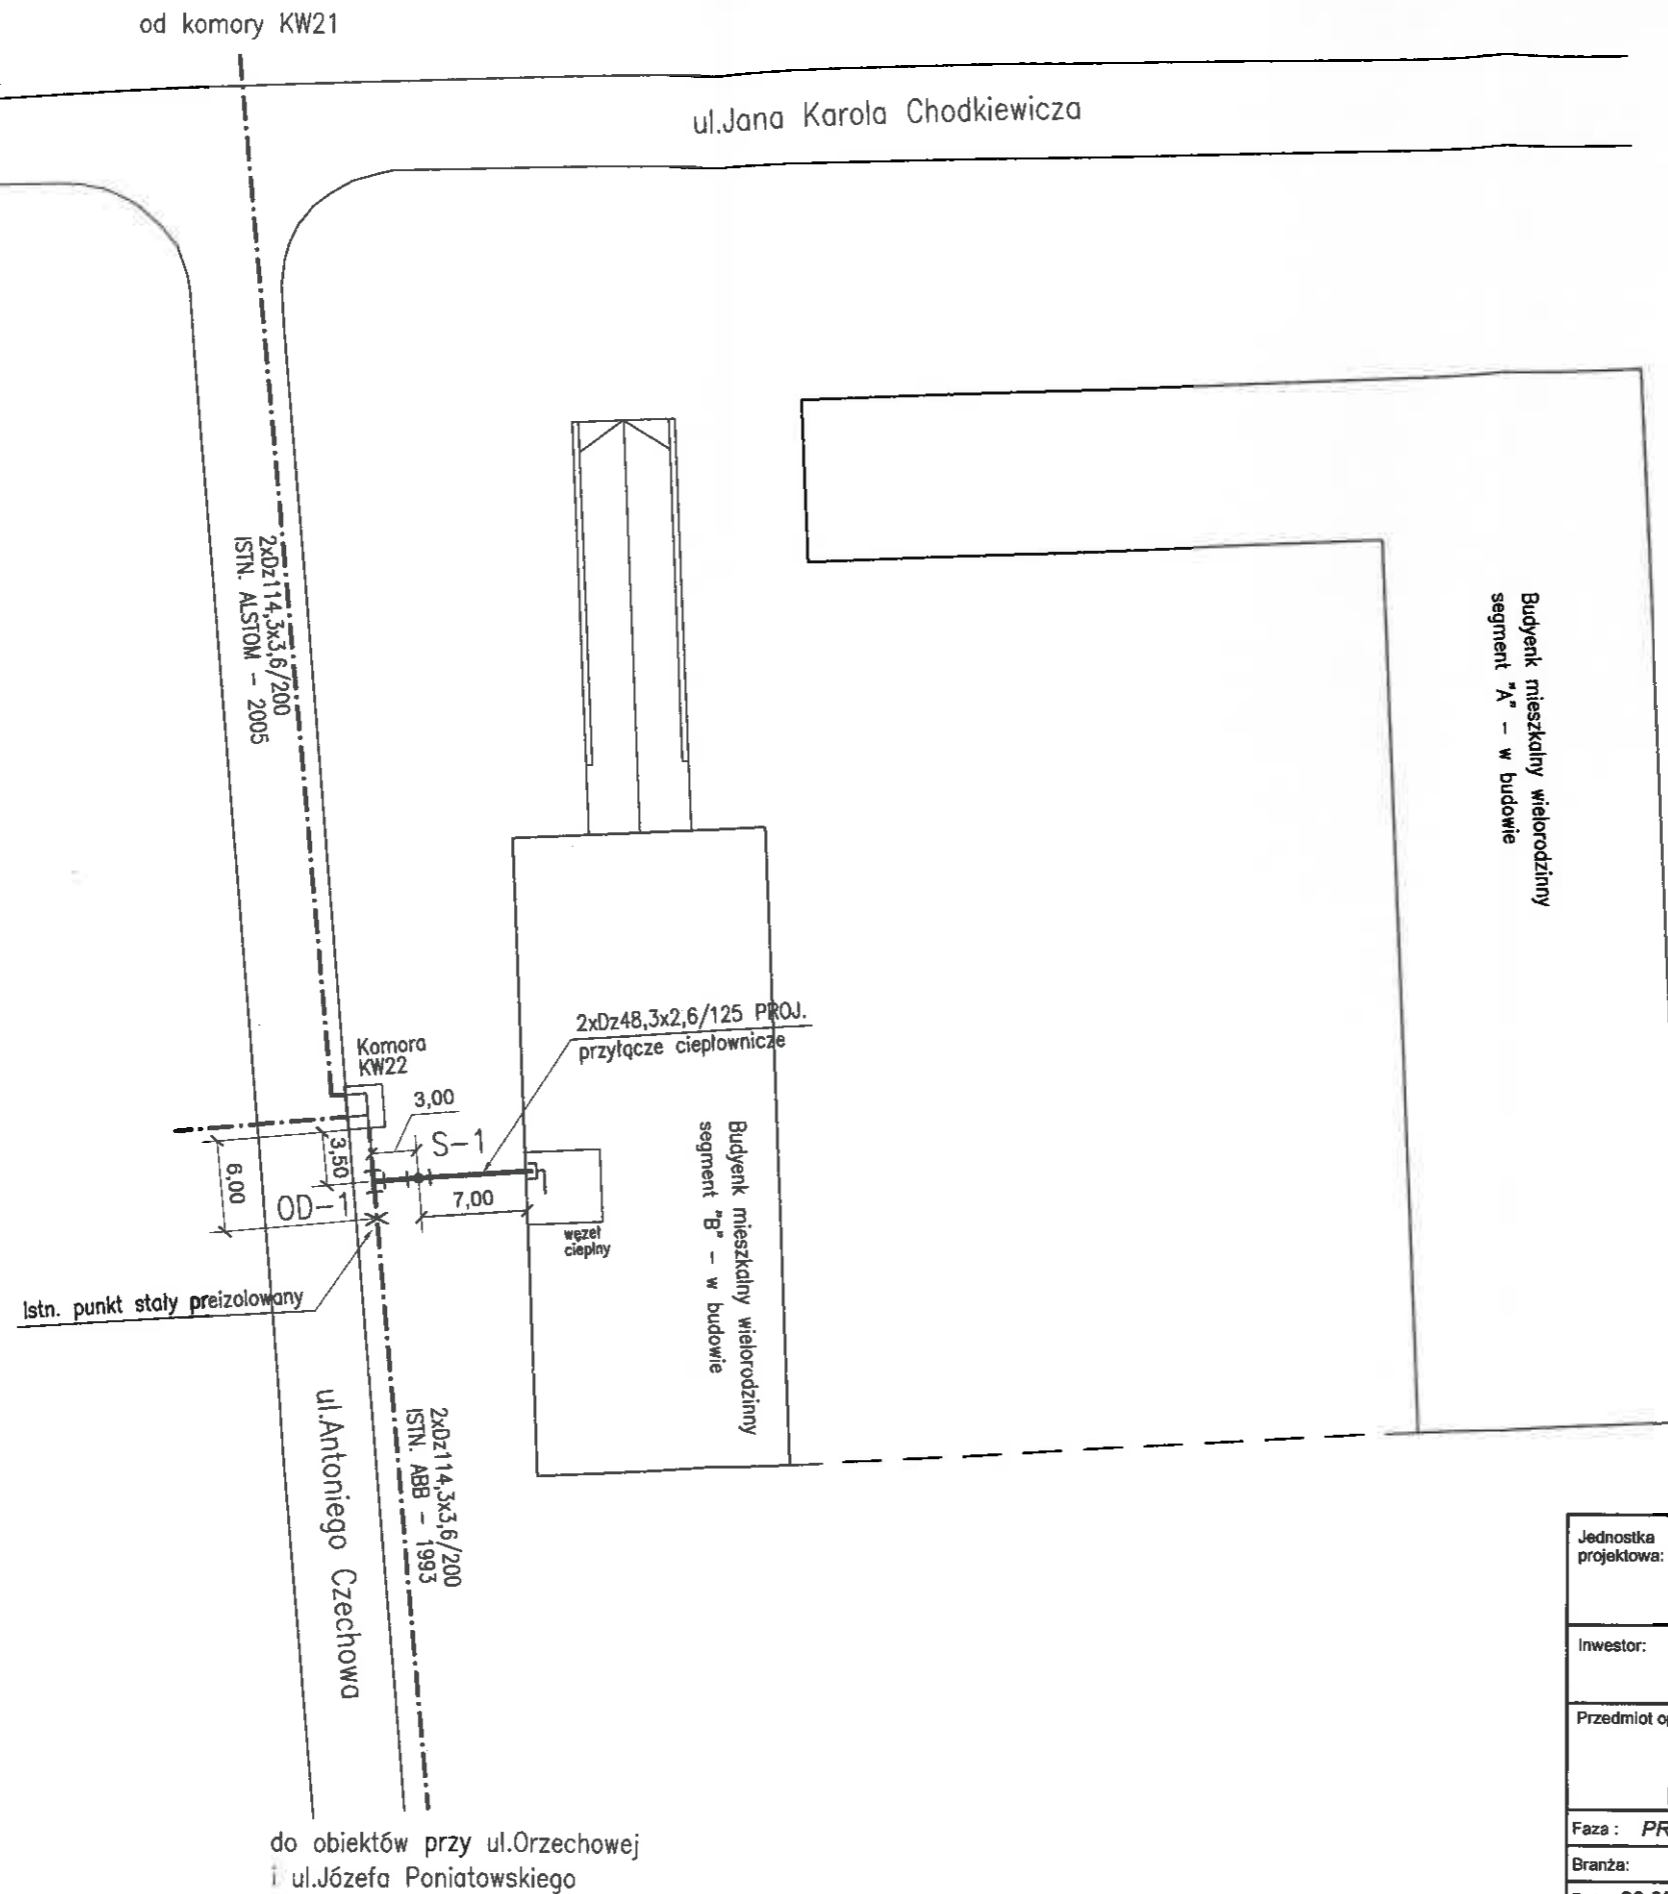 od komory KW21
ul.Jana Karola Chodkiewicza
2xDz114,3x3,6/200
ISTN. ALSTOM - 2005
Budyenk mieszkalny wielorodzinny
segment "A" - w budowie
2xDz48,3x2,6/125 PROJ.
przyłącze ciepłownicze
Komora
KW22
3,00
S-1
3,50
6,00
OD-1
7,00
węzeł
cieplny
Budyenk mieszkalny wielorodzinny
segment "B" - w budowie
Istn. punkt stały preizolowany
ul.Antoniego Czechowa
2xDz114,3x3,6/200
ISTN. ABB - 1993
do obiektów przy ul.Orzechowej
i ul.Józefa Poniatowskiego
Jednostka
projektowa:
Inwestor:
Przedmiot
Faza : PR
Branża: